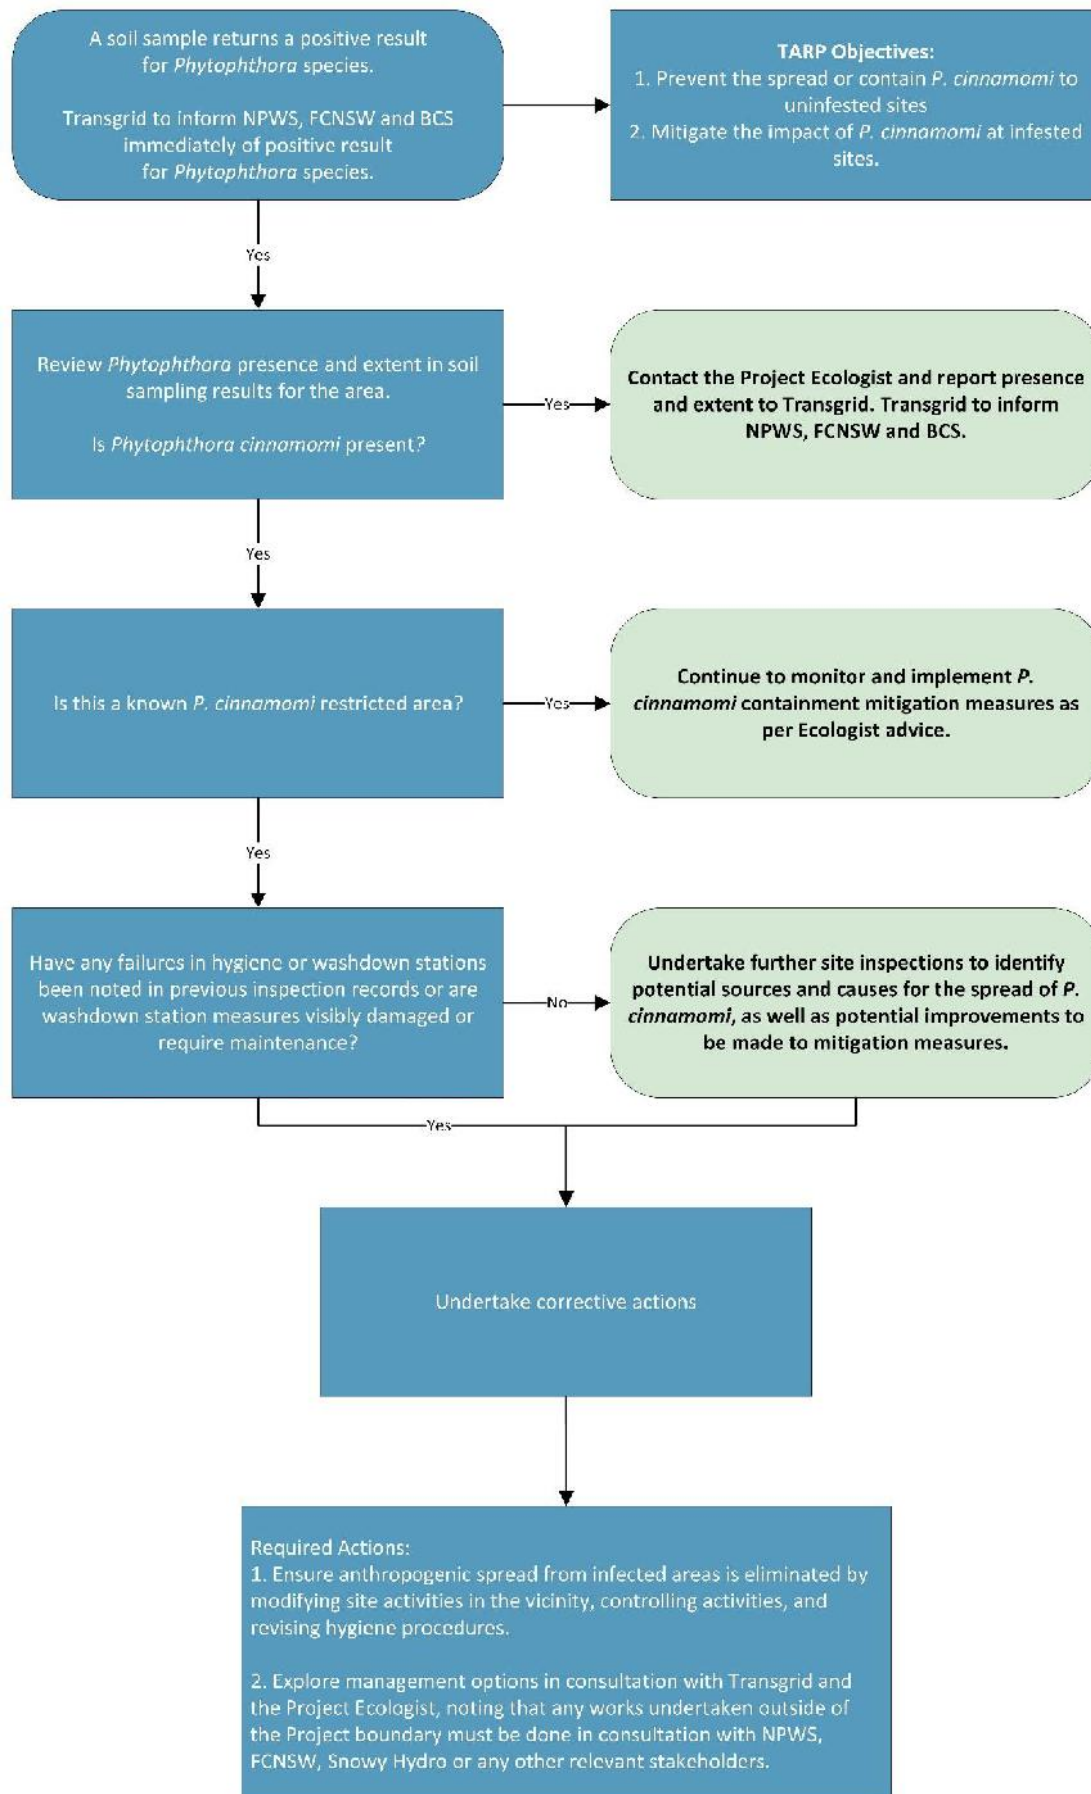 A soil sample returns a positive result
for Phytophthora species.
Transgrid to inform NPWS, FCNSW and BCS
immediately of positive result
for Phytophthora species.
TARP Objectives:
1. Prevent the spread or contain P. cinnamomi to
uninfested sites
2. Mitigate the impact of P. cinnamomi at infested
sites.
Yes
Review Phytophthora presence and extent in soil
sampling results for the area.
Is Phytophthora cinnamomi present?
Yes
Contact the Project Ecologist and report presence
and extent to Transgrid. Transgrid to inform
NPWS, FCNSW and BCS.
Yes
Is this a known P. cinnamomi restricted area?
Yes
Continue to monitor and implement P.
cinnamomi containment mitigation measures as
per Ecologist advice.
Yes
Have any failures in hygiene or washdown stations
been noted in previous inspection records or are
washdown station measures visibly damaged or
require maintenance?
No
Undertake further site inspections to identify
potential sources and causes for the spread of P.
cinnamomi, as well as potential improvements to
be made to mitigation measures.
Yes
Undertake corrective actions
Required Actions:
1. Ensure anthropogenic spread from infected areas is eliminated by
modifying site activities in the vicinity, controlling activities, and
revising hygiene procedures.
2. Explore management options in consultation with Transgrid and
the Project Ecologist, noting that any works undertaken outside of
the Project boundary must be done in consultation with NPWS,
FCNSW, Snowy Hydro or any other relevant stakeholders.